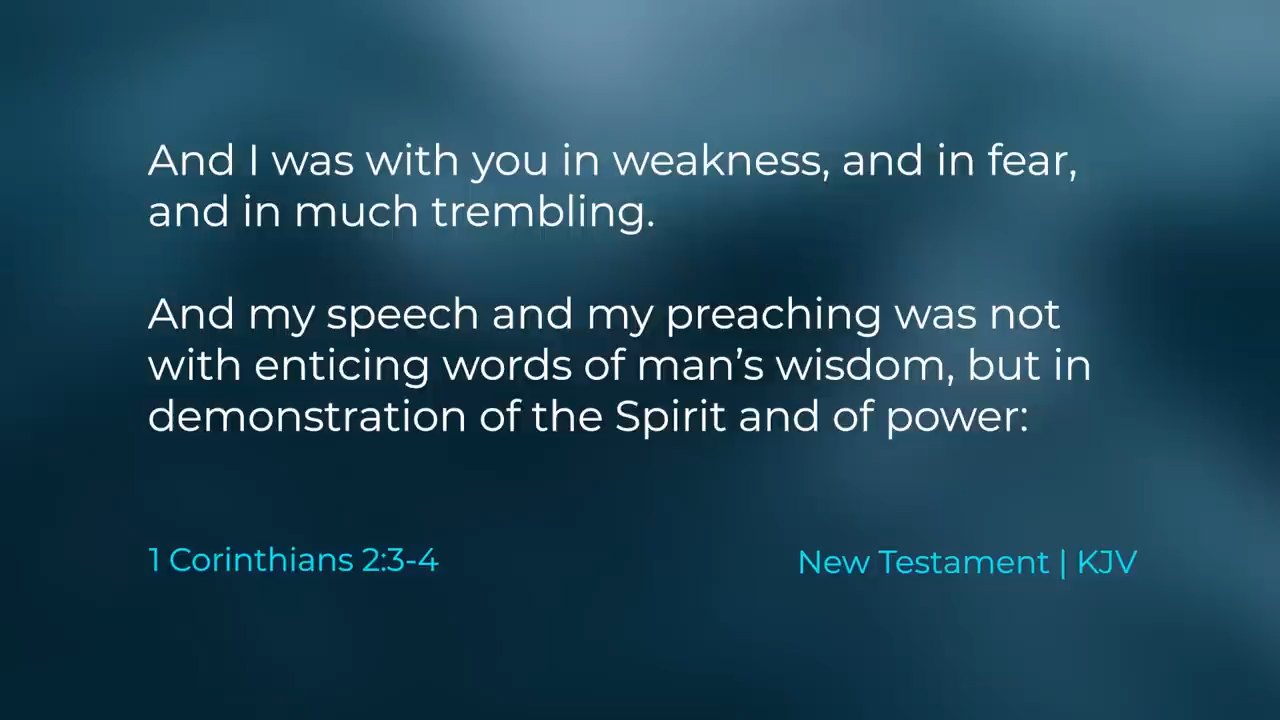 And I was with you in weakness, and in fear,
and in much trembling.
And my speech and my preaching was not
with enticing words of man’s wisdom, but in
demonstration of the Spirit and of power:
1 Corinthians 2:3-4
New Testament | KJV